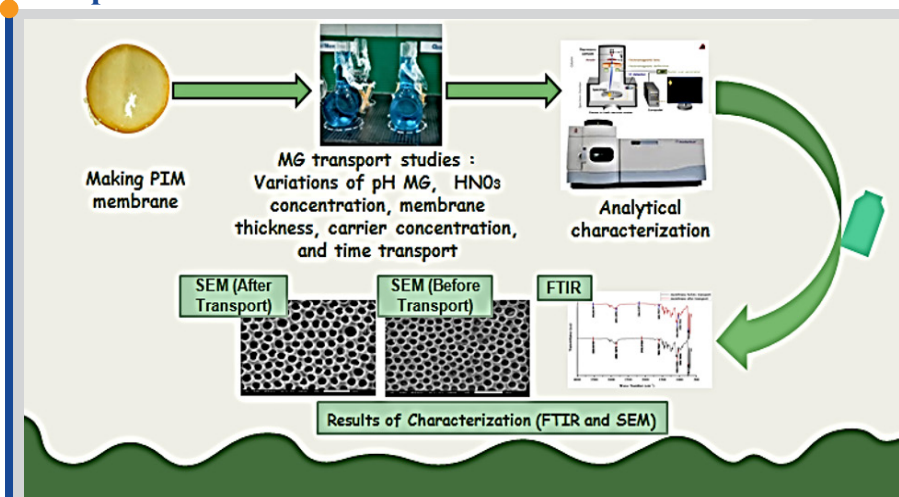 Making PIM
membrane
MG transport studies :
Variations of pH MG, HNO3
concentration, membrane
thickness, carrier concentration,
and time transport
Analytical
characterization
SEM (After
Transport)
SEM (Before
Transport)
FTIR
Results of Characterization (FTIR and SEM)